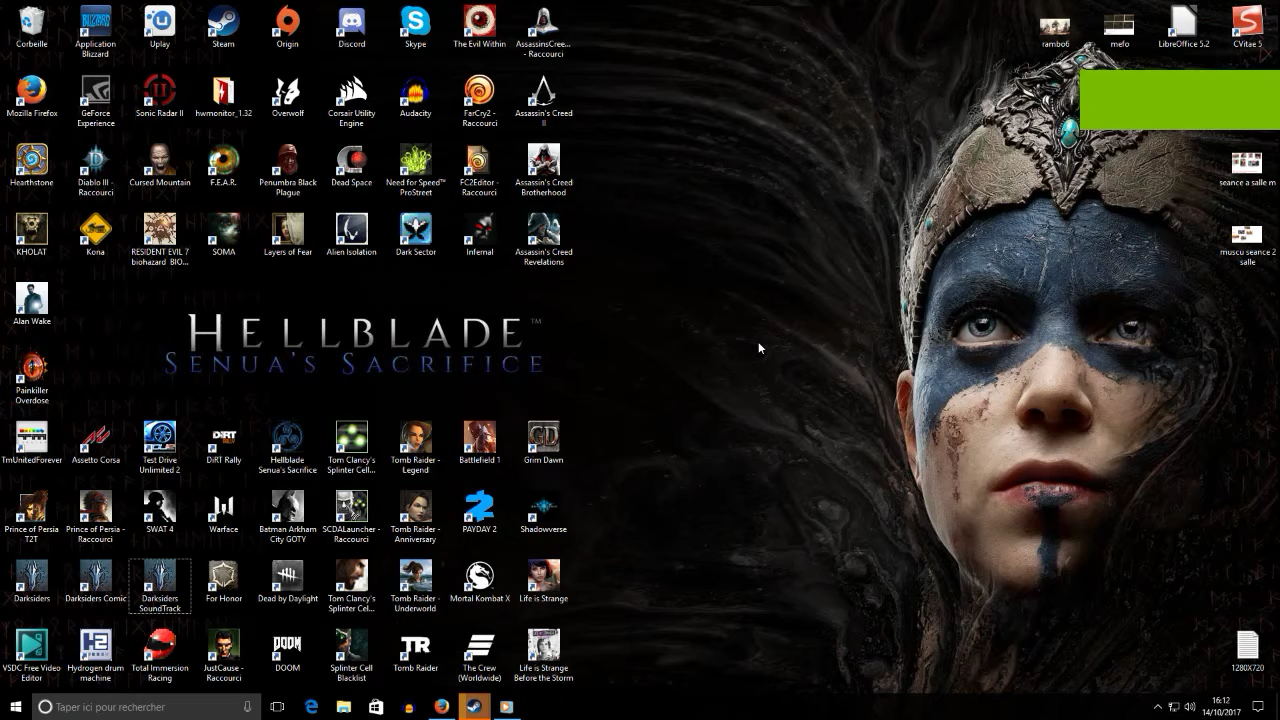 Corbeille
Application
Blizzard
Uplay
Steam
Origin
Discord
Skype
The Evil Within
AssassinsCree...
- Raccourci
rambo6
mefo
LibreOffice 5.2
CVitae 5
Mozilla Firefox
GeForce
Experience
Sonic Radar II
hwmonitor_1.32
Overwolf
Corsair Utility
Engine
Audacity
FarCry2 -
Raccourci
Assassin's Creed
II
Hearthstone
Diablo III -
Raccourci
Cursed Mountain
F.E.A.R.
Penumbra Black
Plague
Dead Space
Need for Speed™
ProStreet
FC2Editor -
Raccourci
Assassin's Creed
Brotherhood
seance a salle m
KHOLAT
Kona
RESIDENT EVIL 7
biohazard BIO...
SOMA
Layers of Fear
Alien Isolation
Dark Sector
Infernal
Assassin's Creed
Revelations
muscu seance 2
salle
Alan Wake
HELLBLADE™
SENUA'S SACRIFICE
Painkiller
Overdose
TmUnitedForever
Assetto Corsa
Test Drive
Unlimited 2
DiRT Rally
Hellblade
Senua's Sacrifice
Tom Clancy's
Splinter Cell...
Tomb Raider -
Legend
Battlefield 1
Grim Dawn
Prince of Persia
T2T
Prince of Persia -
Raccourci
SWAT 4
Warface
Batman Arkham
City GOTY
SCDALauncher -
Raccourci
Tomb Raider -
Anniversary
PAYDAY 2
Shadowverse
Darksiders
Darksiders Comic
Darksiders
SoundTrack
For Honor
Dead by Daylight
Tom Clancy's
Splinter Cel...
Tomb Raider -
Underworld
Mortal Kombat X
Life is Strange
VSDC Free Video
Editor
Hydrogen drum
machine
Total Immersion
Racing
JustCause -
Raccourci
DOOM
Splinter Cell
Blacklist
Tomb Raider
The Crew
(Worldwide)
Life is Strange
Before the Storm
1280X720
Taper ici pour rechercher
16:12
14/10/2017